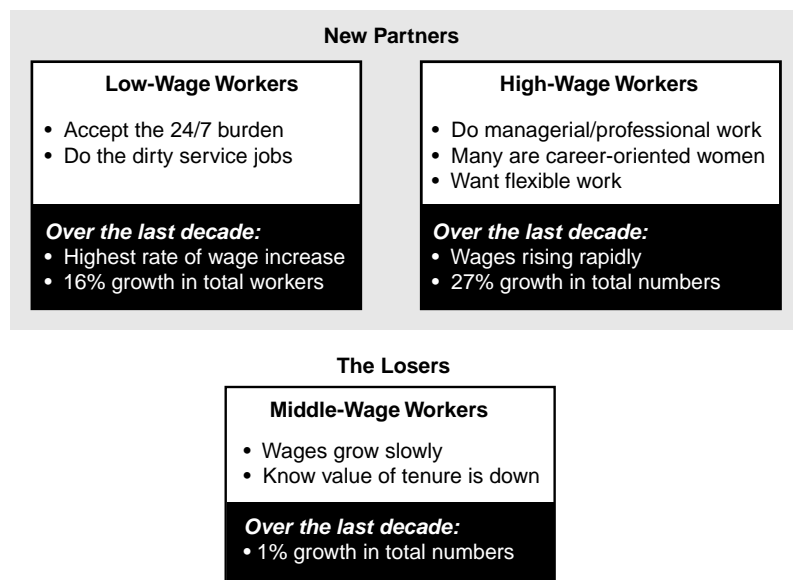 New Partners
Low-Wage Workers
• Accept the 24/7 burden
• Do the dirty service jobs
Over the last decade:
• Highest rate of wage increase
• 16% growth in total workers
High-Wage Workers
• Do managerial/professional work
• Many are career-oriented women
• Want flexible work
Over the last decade:
• Wages rising rapidly
• 27% growth in total numbers
The Losers
Middle-Wage Workers
• Wages grow slowly
• Know value of tenure is down
Over the last decade:
• 1% growth in total numbers